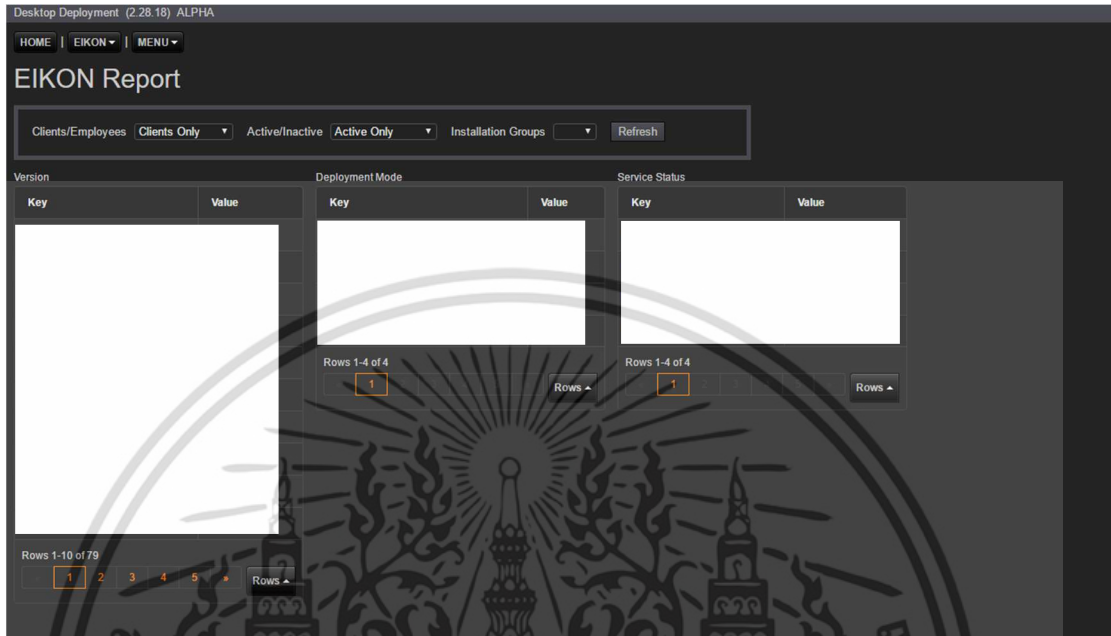 Desktop Deployment (2.28.18) ALPHA
HOME | EIKON | MENU
EIKON Report
Clients/Employees Clients Only Active/Inactive Active Only Installation Groups Refresh
Version Deployment Mode Service Status
Key Value Key Value Key Value
Rows 1-4 of 4 Rows 1-4 of 4
1 Rows 1 2 3 Rows
Rows 1-10 of 79
1 2 3 4 5 » Rows